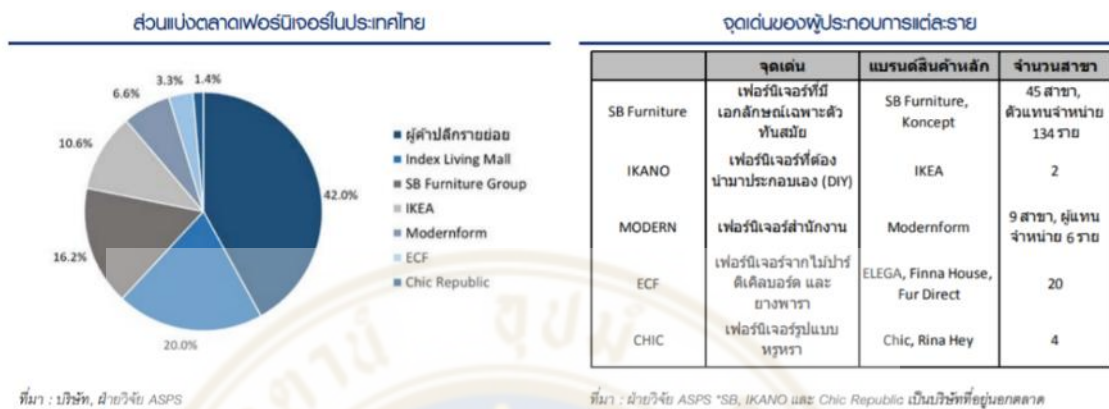 ส่วนแบ่งตลาดเฟอร์นิเจอร์ในประเทศไทย
1.4%
3.3%
6.6%
10.6%
16.2%
20.0%
42.0%
ผู้ค้าปลีกรายย่อย
Index Living Mall
SB Furniture Group
IKEA
Modernform
ECF
Chic Republic
ที่มา : บริษัท, ฝ่ายวิจัย ASPS
จุดเด่นของผู้ประกอบการแต่ละราย
จุดเด่น แบรนด์สินค้าหลัก จำนวนสาขา
SB Furniture
เฟอร์นิเจอร์ที่มี
เอกลักษณ์เฉพาะตัว
ทันสมัย
SB Furniture,
Koncept
45 สาขา,
ตัวแทนจำหน่าย
134 ราย
IKANO
เฟอร์นิเจอร์ที่ต้อง
นำมาประกอบเอง (DIY)
IKEA
2
MODERN
เฟอร์นิเจอร์สำนักงาน
Modernform
9 สาขา, ผู้แทน
จำหน่าย 6 ราย
ECF
เฟอร์นิเจอร์จากไม้ปาร์
ติเคิลบอร์ด และ
ยางพารา
ELEGA, Finna House,
Fur Direct
20
CHIC
เฟอร์นิเจอร์รูปแบบ
หรูหรา
Chic, Rina Hey
4
ที่มา : ฝ่ายวิจัย ASPS *SB, IKANO และ Chic Republic เป็นบริษัทที่อยู่นอกตลาด